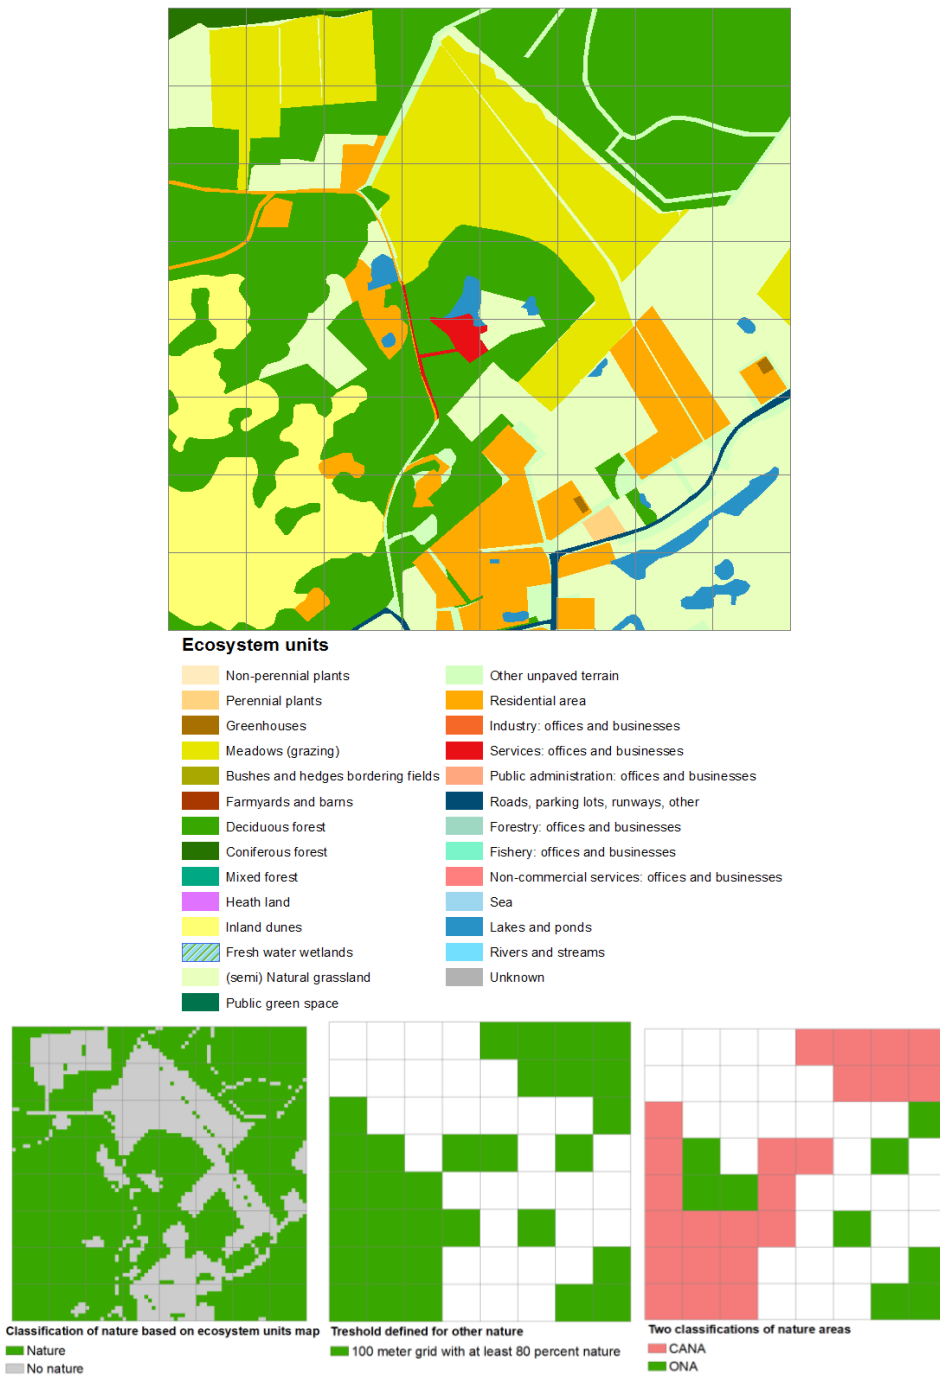 Ecosystem units
Non-perennial plants
Perennial plants
Greenhouses
Meadows (grazing)
Bushes and hedges bordering fields
Farmyards and barns
Deciduous forest
Coniferous forest
Mixed forest
Heath land
Inland dunes
Fresh water wetlands
(semi) Natural grassland
Public green space
Other unpaved terrain
Residential area
Industry: offices and businesses
Services: offices and businesses
Public administration: offices and businesses
Roads, parking lots, runways, other
Forestry: offices and businesses
Fishery: offices and businesses
Non-commercial services: offices and businesses
Sea
Lakes and ponds
Rivers and streams
Unknown
Classification of nature based on ecosystem units map
Nature
No nature
Treshold defined for other nature
100 meter grid with at least 80 percent nature
Two classifications of nature areas
CANA
ONA